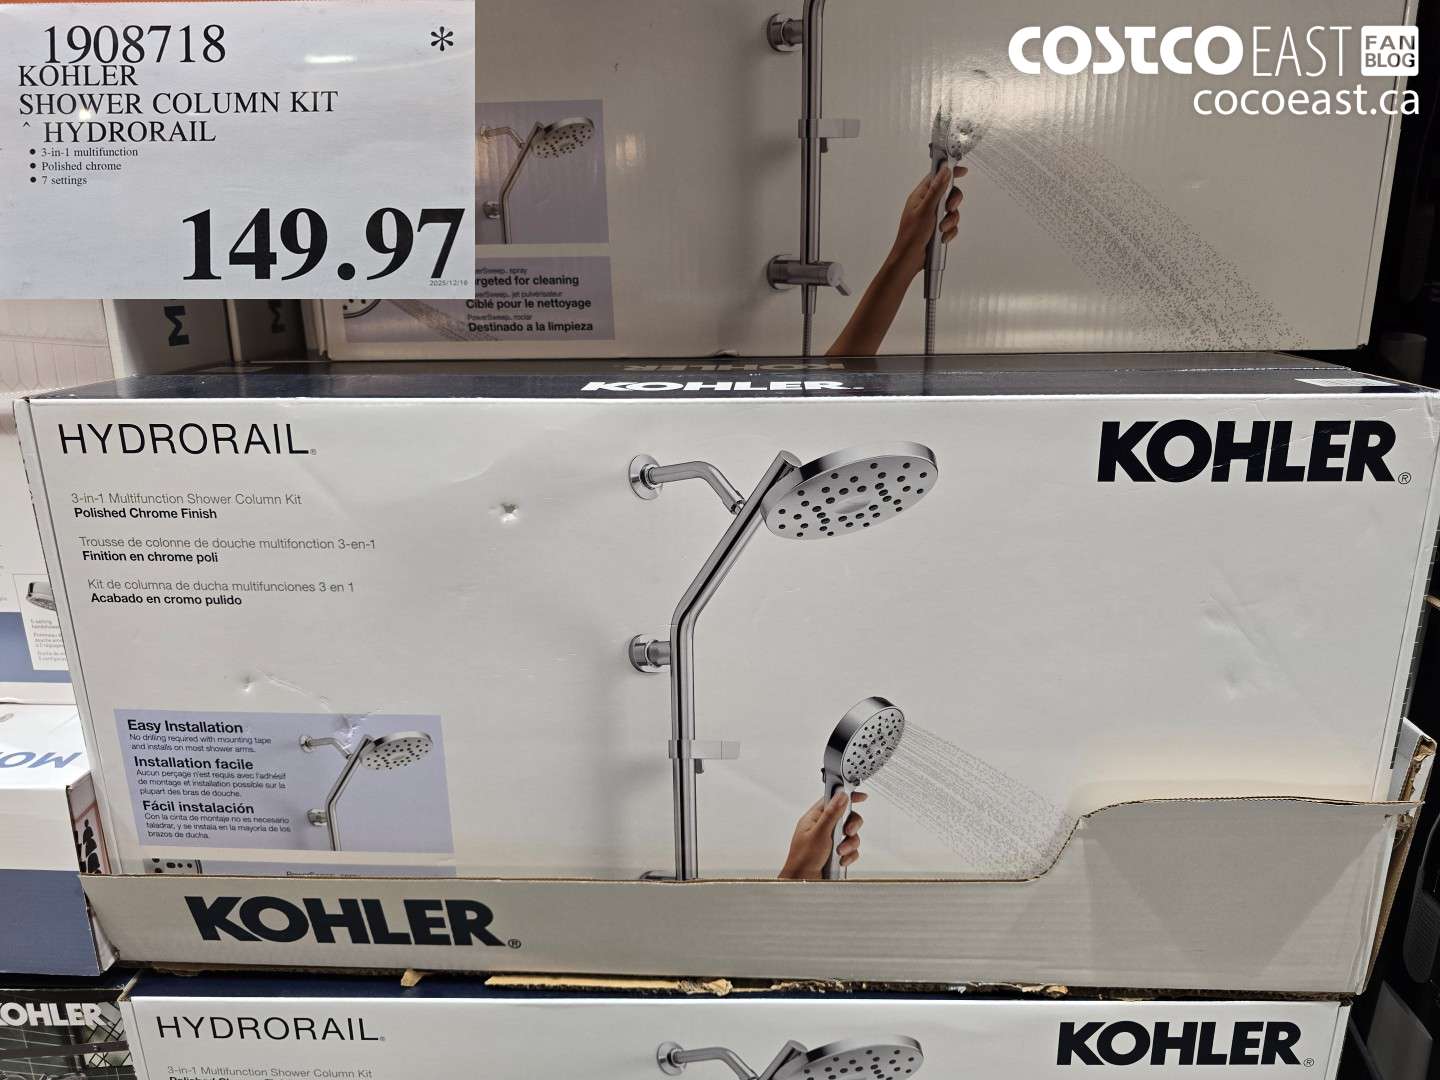 1908718 *
KOHLER
SHOWER COLUMN KIT
^ HYDRORAIL
• 3-in-1 multifunction
• Polished chrome
• 7 settings
149.97
2025/12/16
COSTCO EAST FAN BLOG
cocoeast.ca
spray
targeted for cleaning
PowerSweep® jet pulvérisateur
Ciblé pour le nettoyage
PowerSweep® rociar
Destinado a la limpieza
KOHLER®
HYDRORAIL®
KOHLER®
3-in-1 Multifunction Shower Column Kit
Polished Chrome Finish
Trousse de colonne de douche multifonction 3-en-1
Finition en chrome poli
Kit de columna de ducha multifunciones 3 en 1
Acabado en cromo pulido
Easy Installation
No drilling required with mounting tape
and installs on most shower arms.
Installation facile
Aucun perçage n'est requis avec l'adhésif
de montage et installation possible sur la
plupart des bras de douche.
Fácil instalación
Con la cinta de montaje no es necesario
taladrar, y se instala en la mayoría de los
brazos de ducha.
KOHLER®
KOHLER
HYDRORAIL®
KOHLER®
3-in-1 Multifunction Shower Column Kit